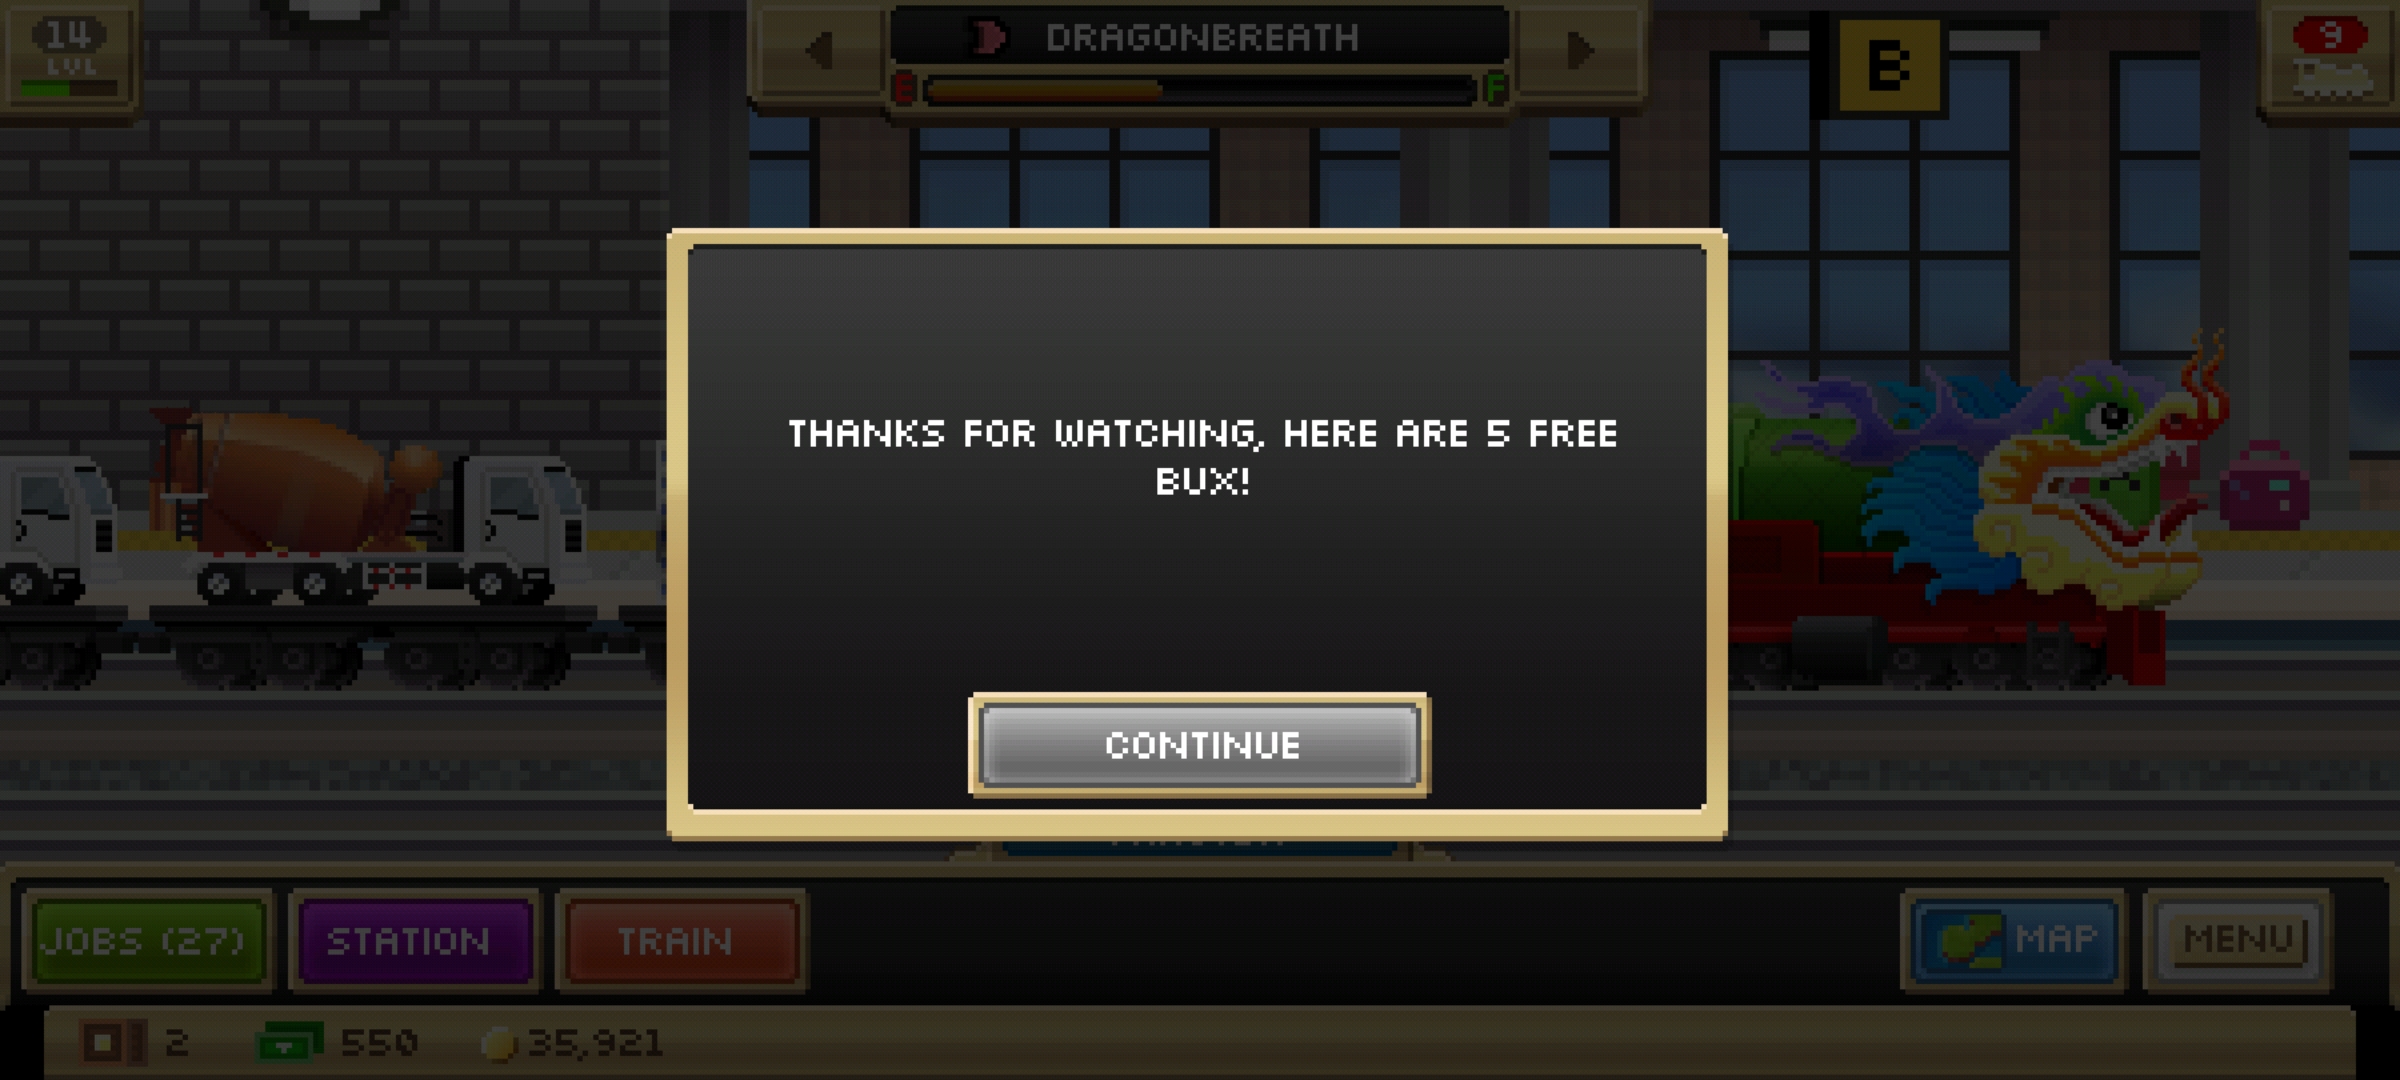 14
LVL
DRAGONBREATH
E
F
B
9
THANKS FOR WATCHING, HERE ARE 5 FREE
BUX!
CONTINUE
JOBS (27)
STATION
TRAIN
MAP
MENU
2
550
35,921